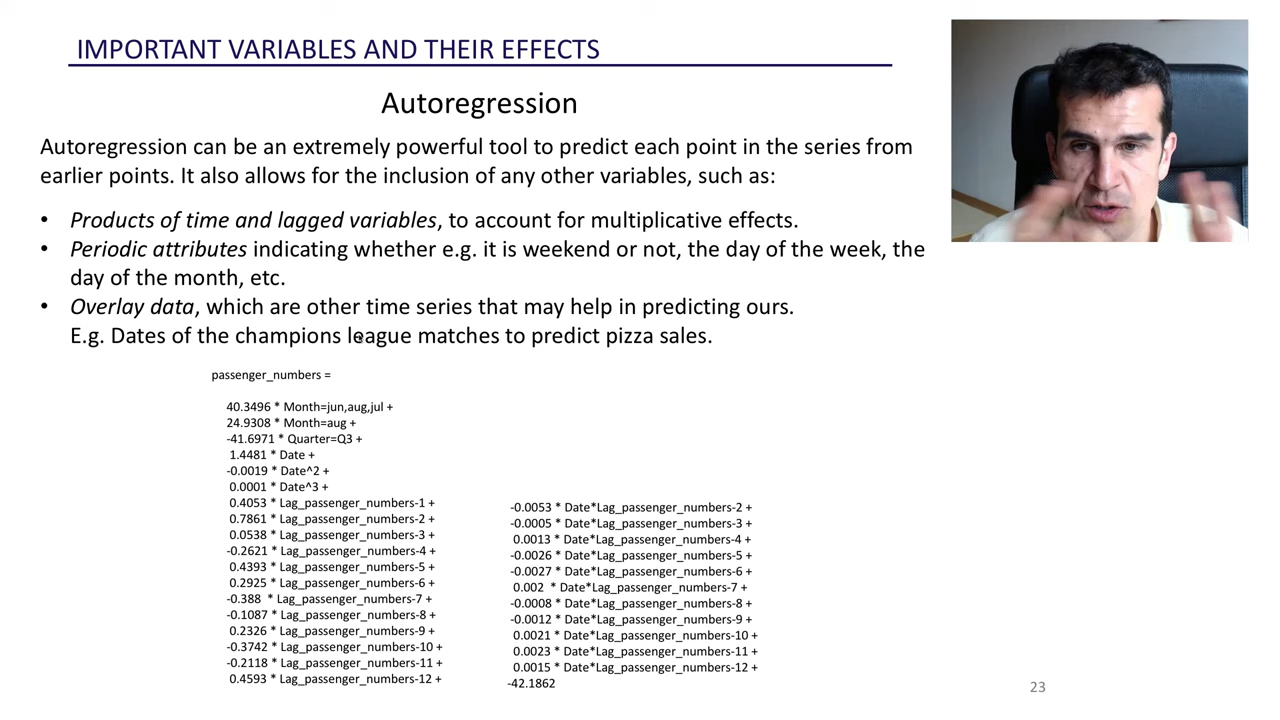 IMPORTANT VARIABLES AND THEIR EFFECTS
Autoregression
Autoregression can be an extremely powerful tool to predict each point in the series from
earlier points. It also allows for the inclusion of any other variables, such as:
• Products of time and lagged variables, to account for multiplicative effects.
• Periodic attributes indicating whether e.g. it is weekend or not, the day of the week, the
day of the month, etc.
• Overlay data, which are other time series that may help in predicting ours.
E.g. Dates of the champions league matches to predict pizza sales.
passenger_numbers =
40.3496 * Month=jun,aug,jul +
24.9308 * Month=aug +
-41.6971 * Quarter=Q3 +
1.4481 * Date +
-0.0019 * Date^2 +
0.0001 * Date^3 +
0.4053 * Lag_passenger_numbers-1 +
0.7861 * Lag_passenger_numbers-2 +
0.0538 * Lag_passenger_numbers-3 +
-0.2621 * Lag_passenger_numbers-4 +
0.4393 * Lag_passenger_numbers-5 +
0.2925 * Lag_passenger_numbers-6 +
-0.388 * Lag_passenger_numbers-7 +
-0.1087 * Lag_passenger_numbers-8 +
0.2326 * Lag_passenger_numbers-9 +
-0.3742 * Lag_passenger_numbers-10 +
-0.2118 * Lag_passenger_numbers-11 +
0.4593 * Lag_passenger_numbers-12 +
-0.0053 * Date*Lag_passenger_numbers-2 +
-0.0005 * Date*Lag_passenger_numbers-3 +
0.0013 * Date*Lag_passenger_numbers-4 +
-0.0026 * Date*Lag_passenger_numbers-5 +
-0.0027 * Date*Lag_passenger_numbers-6 +
0.002 * Date*Lag_passenger_numbers-7 +
-0.0008 * Date*Lag_passenger_numbers-8 +
-0.0012 * Date*Lag_passenger_numbers-9 +
0.0021 * Date*Lag_passenger_numbers-10 +
0.0023 * Date*Lag_passenger_numbers-11 +
0.0015 * Date*Lag_passenger_numbers-12 +
-42.1862
23